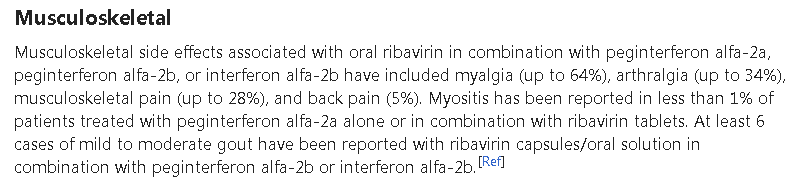 Musculoskeletal
Musculoskeletal side effects associated with oral ribavirin in combination with peginterferon alfa-2a,
peginterferon alfa-2b, or interferon alfa-2b have included myalgia (up to 64%), arthralgia (up to 34%),
musculoskeletal pain (up to 28%), and back pain (5%). Myositis has been reported in less than 1% of
patients treated with peginterferon alfa-2a alone or in combination with ribavirin tablets. At least 6
cases of mild to moderate gout have been reported with ribavirin capsules/oral solution in
combination with peginterferon alfa-2b or interferon alfa-2b.[Ref]